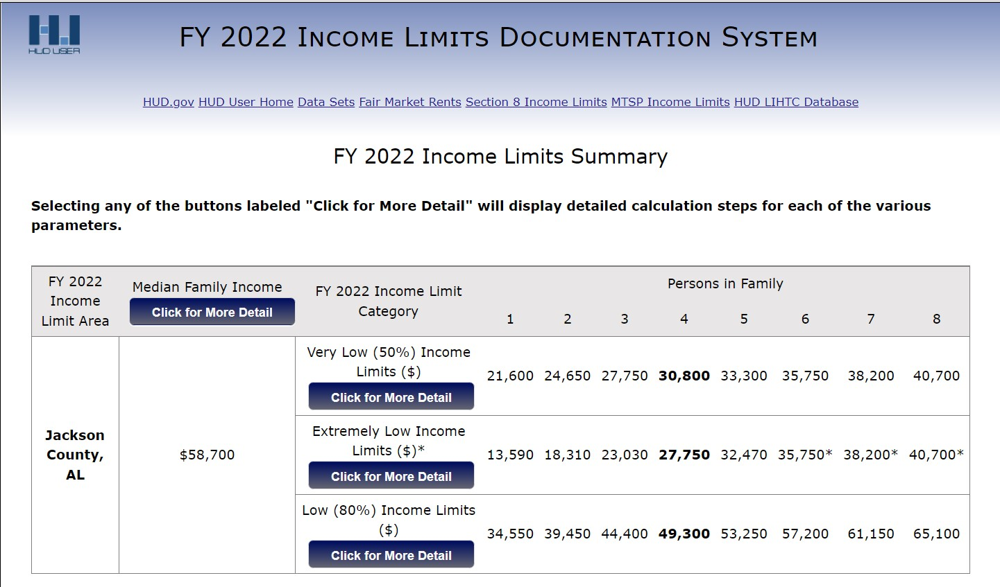 HUD USER
FY 2022 Income Limits Documentation System
HUD.gov HUD User Home Data Sets Fair Market Rents Section 8 Income Limits MTSP Income Limits HUD LIHTC Database
FY 2022 Income Limits Summary
Selecting any of the buttons labeled "Click for More Detail" will display detailed calculation steps for each of the various
parameters.
FY 2022
Income
Limit Area
Median Family Income
Click for More Detail
FY 2022 Income Limit
Category
Persons in Family
1 2 3 4 5 6 7 8
Jackson
County,
AL
$58,700
Very Low (50%) Income
Limits ($)
Click for More Detail
21,600 24,650 27,750 30,800 33,300 35,750 38,200 40,700
Extremely Low Income
Limits ($)*
Click for More Detail
13,590 18,310 23,030 27,750 32,470 35,750* 38,200* 40,700*
Low (80%) Income Limits
($)
Click for More Detail
34,550 39,450 44,400 49,300 53,250 57,200 61,150 65,100